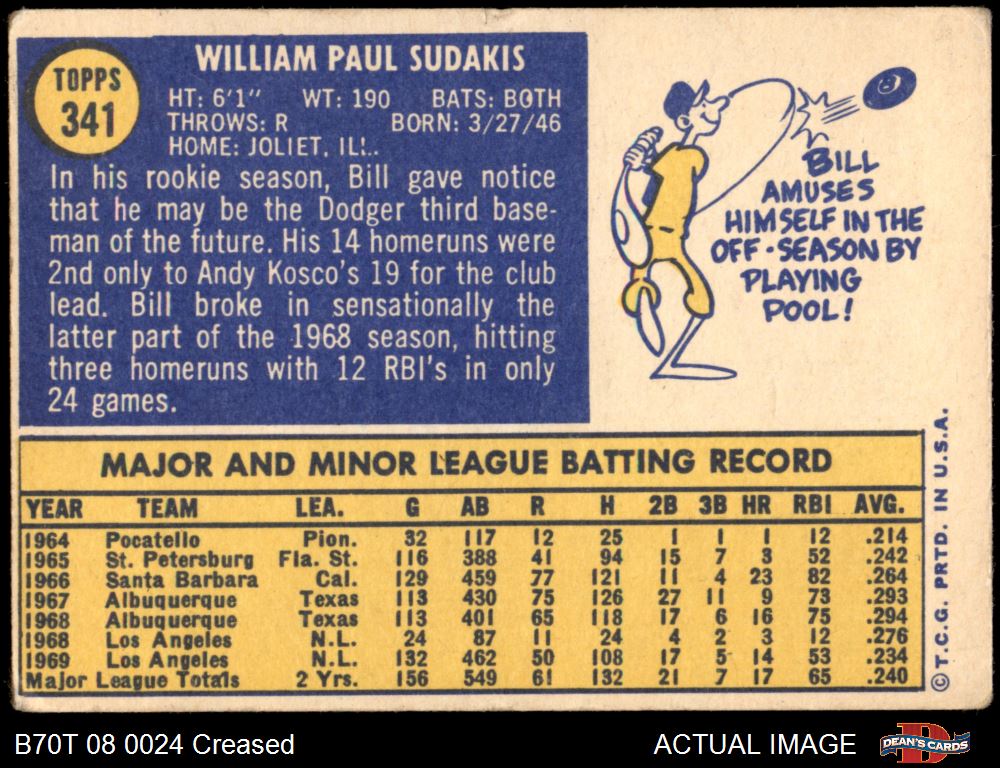 TOPPS
341
WILLIAM PAUL SUDAKIS
HT: 6'1" WT: 190 BATS: BOTH
THROWS: R BORN: 3/27/46
HOME: JOLIET, ILL.
In his rookie season, Bill gave notice
that he may be the Dodger third base-
man of the future. His 14 homeruns were
2nd only to Andy Kosco's 19 for the club
lead. Bill broke in sensationally the
latter part of the 1968 season, hitting
three homeruns with 12 RBI's in only
24 games.
8
BILL
AMUSES
HIMSELF IN THE
OFF-SEASON BY
PLAYING
POOL!
MAJOR AND MINOR LEAGUE BATTING RECORD
YEAR TEAM LEA. G AB R H 2B 3B HR RBI AVG.
1964 Pocatello Pion. 32 117 12 25 1 1 1 12 .214
1965 St. Petersburg Fla. St. 116 388 41 94 15 7 3 52 .242
1966 Santa Barbara Cal. 129 459 77 121 11 4 23 82 .264
1967 Albuquerque Texas 113 430 75 126 27 11 9 73 .293
1968 Albuquerque Texas 113 401 65 118 17 6 16 75 .294
1968 Los Angeles N.L. 24 87 11 24 4 2 3 12 .276
1969 Los Angeles N.L. 132 462 50 108 17 5 14 53 .234
Major League Totals 2 Yrs. 156 549 61 132 21 7 17 65 .240
©T.C.G. PRTD. IN U.S.A.
B70T 08 0024 Creased
ACTUAL IMAGE
DEAN'S CARDS